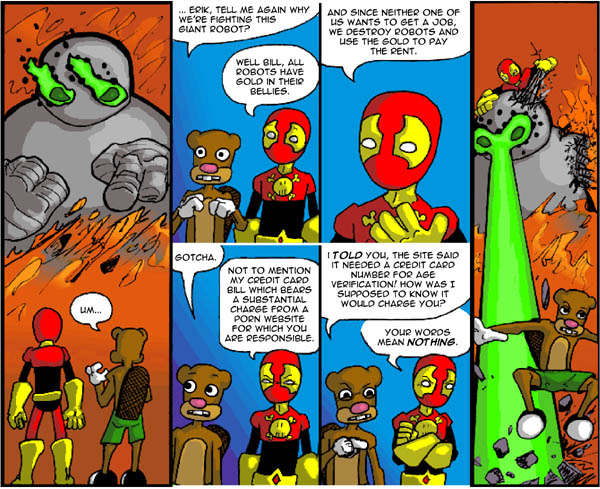 UM...
... ERIK, TELL ME AGAIN WHY
WE'RE FIGHTING THIS
GIANT ROBOT?
WELL BILL, ALL
ROBOTS HAVE
GOLD IN THEIR
BELLIES.
AND SINCE NEITHER ONE OF
US WANTS TO GET A JOB,
WE DESTROY ROBOTS AND
USE THE GOLD TO PAY
THE RENT.
GOTCHA.
NOT TO MENTION
MY CREDIT CARD
BILL WHICH BEARS
A SUBSTANTIAL
CHARGE FROM A
PORN WEBSITE
FOR WHICH YOU
ARE RESPONSIBLE.
I TOLD YOU, THE SITE SAID
IT NEEDED A CREDIT CARD
NUMBER FOR AGE
VERIFICATION! HOW WAS I
SUPPOSED TO KNOW IT
WOULD CHARGE YOU?
YOUR WORDS
MEAN NOTHING.